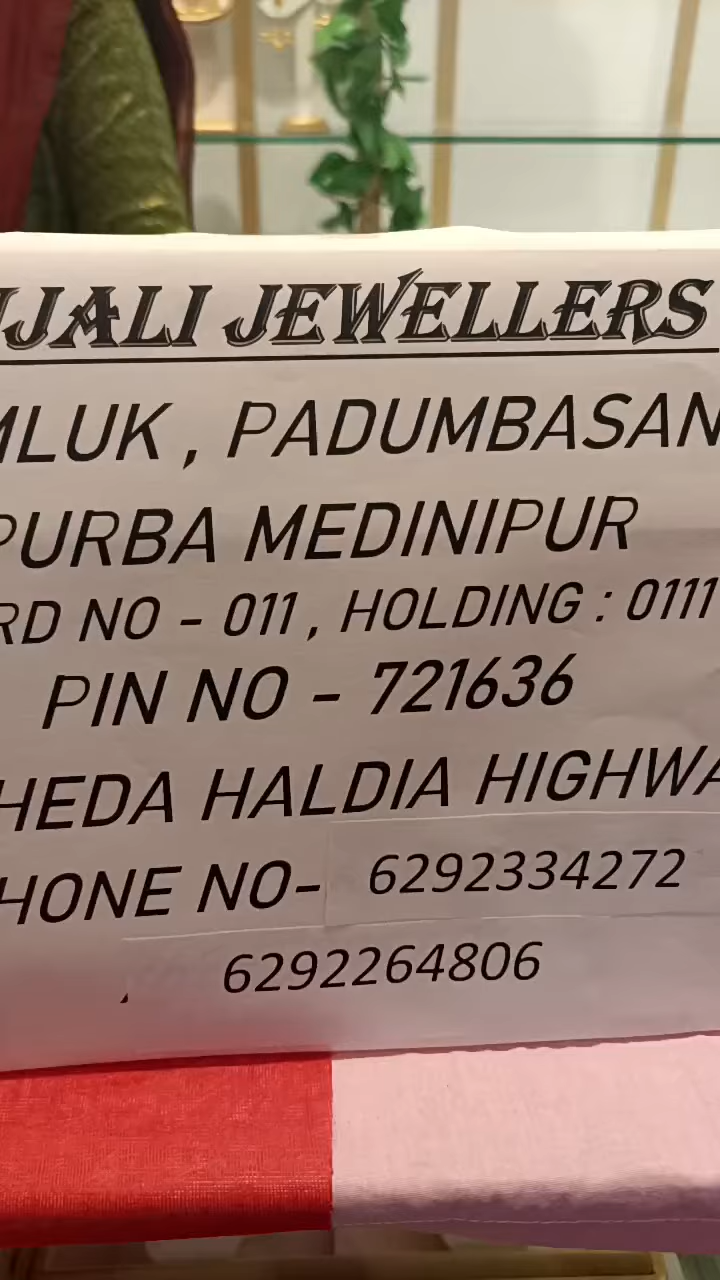 JALI JEWELLERS
MLUK , PADUMBASAN
PURBA MEDINIPUR
RD NO - 011 , HOLDING : 0111
PIN NO - 721636
HEDA HALDIA HIGHWA
HONE NO- 6292334272
, 6292264806